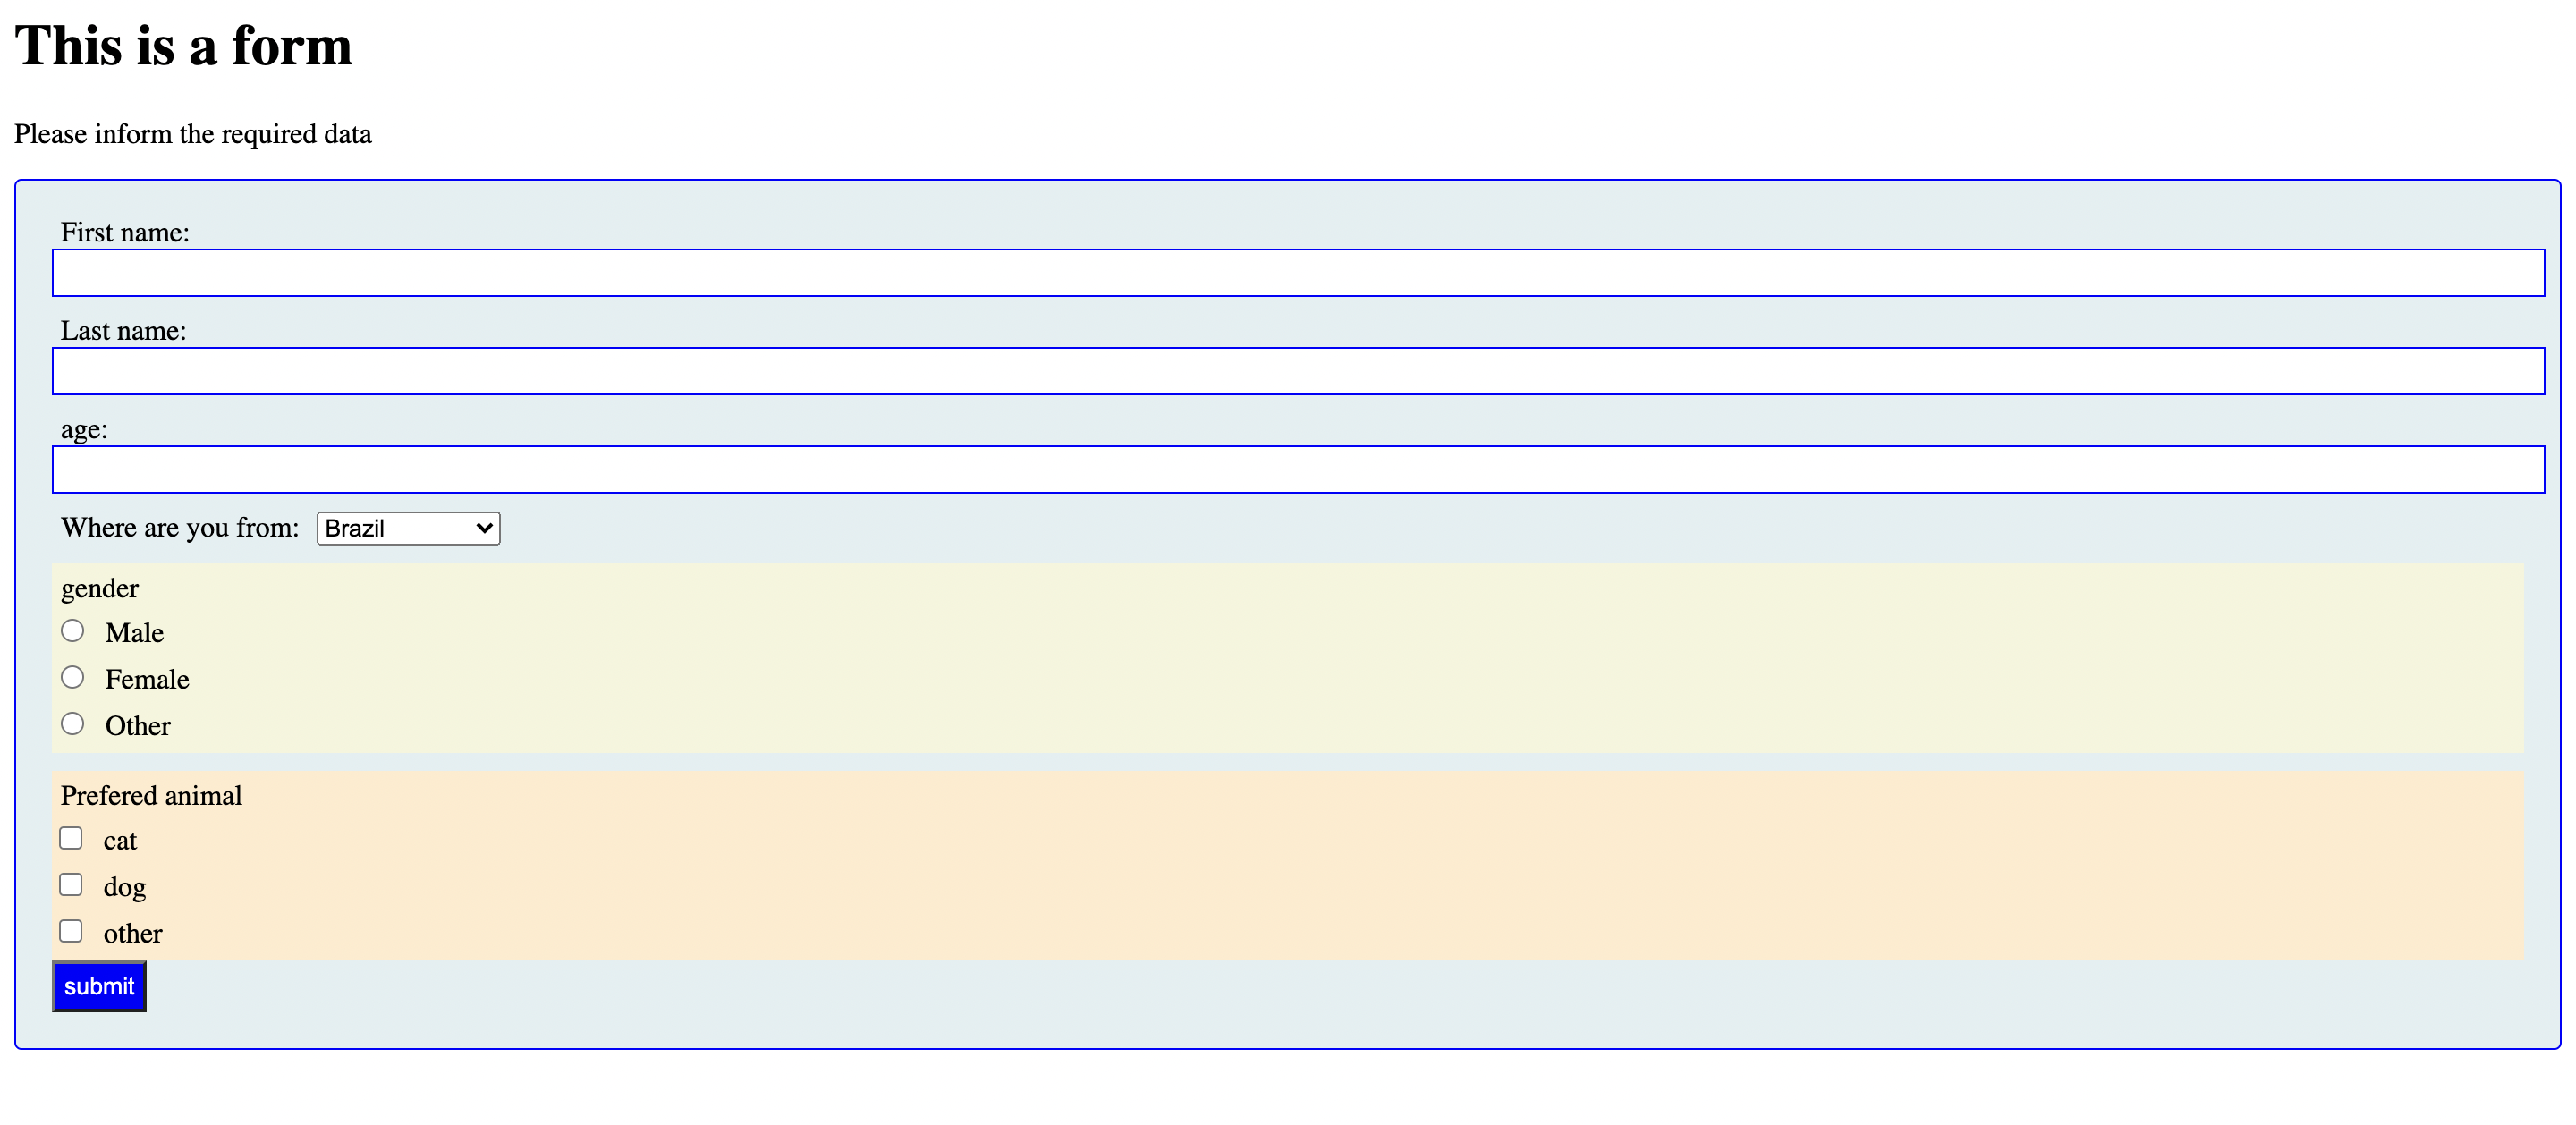 This is a form
Please inform the required data
First name:
Last name:
age:
Where are you from: Brazil
gender
Male
Female
Other
Prefered animal
cat
dog
other
submit